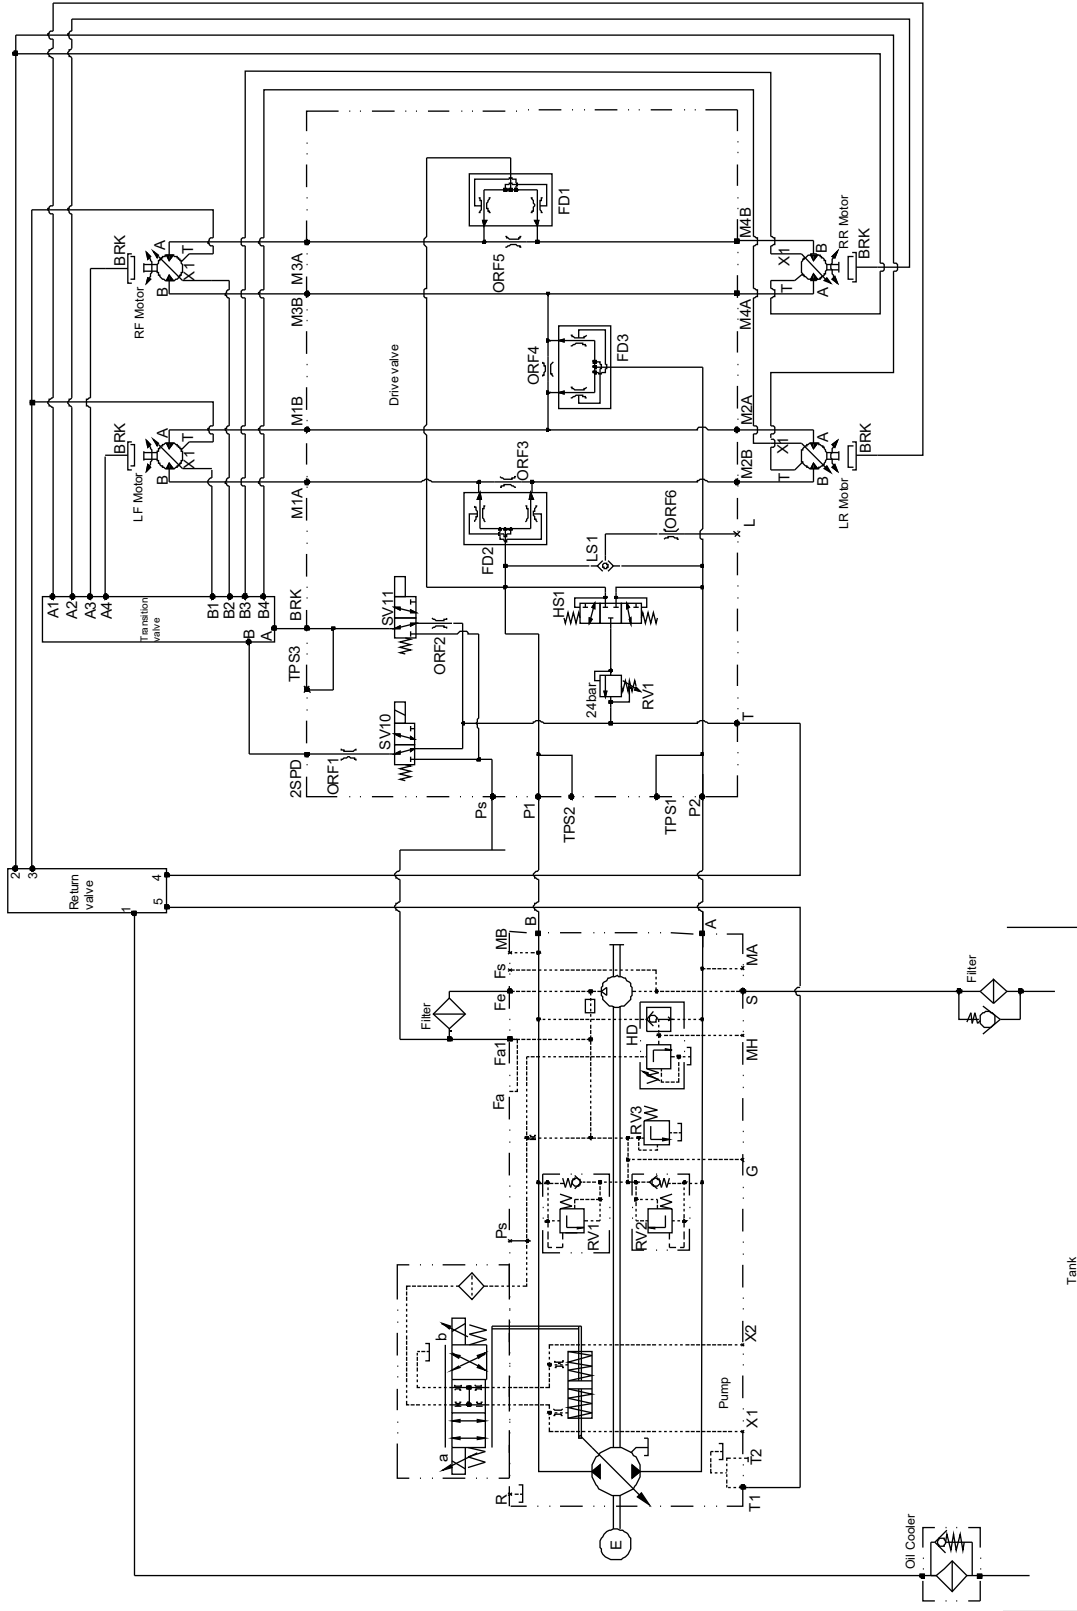 A1
A2
A3
A4
B1
B2
B3
B4
B
A
Transition
valve
2
3
Return
valve
1
4
5
BRK
RF Motor
A
T
X1
B
BRK
LF Motor
A
T
X1
B
M3A
M3B
M1B
M1A
BRK
TPS3
2SPD
ORF1
SV10
SV11
ORF2
Drive valve
FD1
ORF5
ORF4
FD3
ORF3
FD2
LS1
ORF6
HS1
24bar
RV1
M4B
M4A
M2A
M2B
L
T
X1
B
T
A
RR Motor
BRK
X1
A
T
B
LR Motor
BRK
Ps
P1
TPS2
TPS1
P2
B
A
MB
Fs
Fe
Filter
Fa1
Fa
MA
S
HD
MH
RV3
G
RV1
RV2
Ps
b
a
X2
Pump
X1
T2
T1
R
E
Filter
Tank
Oil Cooler